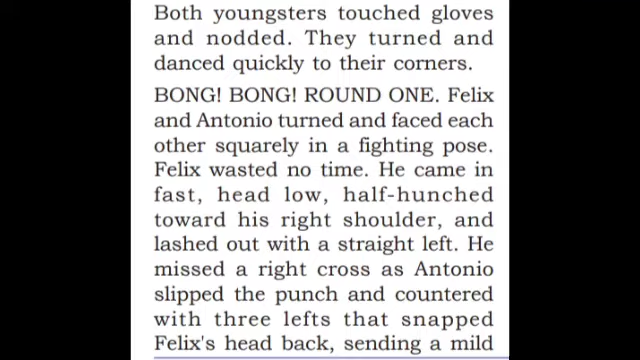 Both youngsters touched gloves
and nodded. They turned and
danced quickly to their corners.
BONG! BONG! ROUND ONE. Felix
and Antonio turned and faced each
other squarely in a fighting pose.
Felix wasted no time. He came in
fast, head low, half-hunched
toward his right shoulder, and
lashed out with a straight left. He
missed a right cross as Antonio
slipped the punch and countered
with three lefts that snapped
Felix's head back, sending a mild